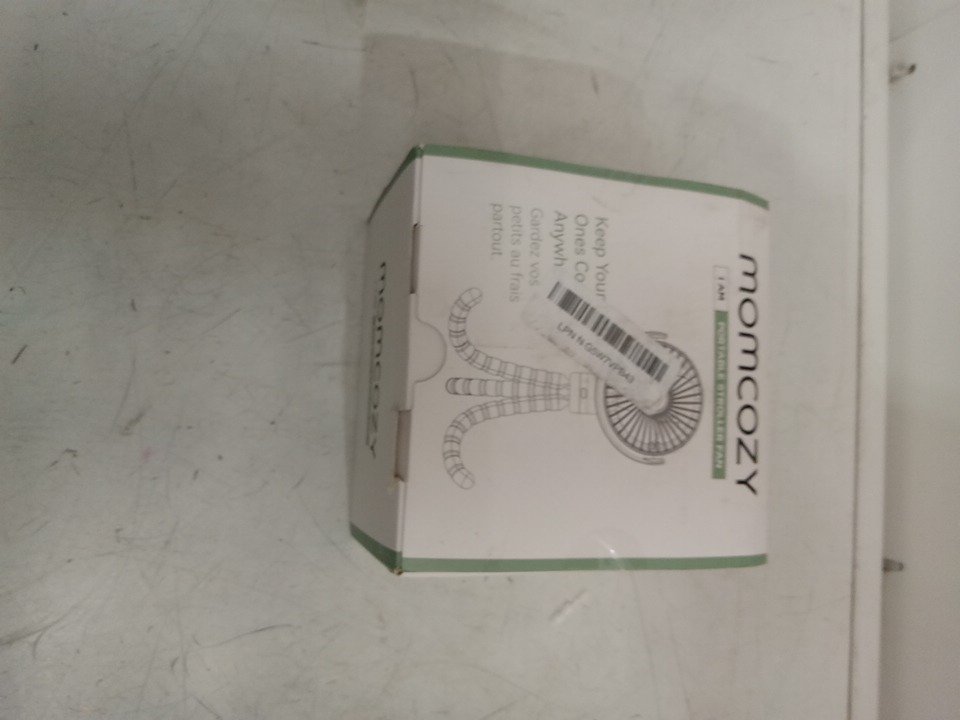 momcozy
I AM PORTABLE STROLLER FAN
Keep Your
Ones Co
Anywh
Gardez vos
petits au frais
partout.
momcozy